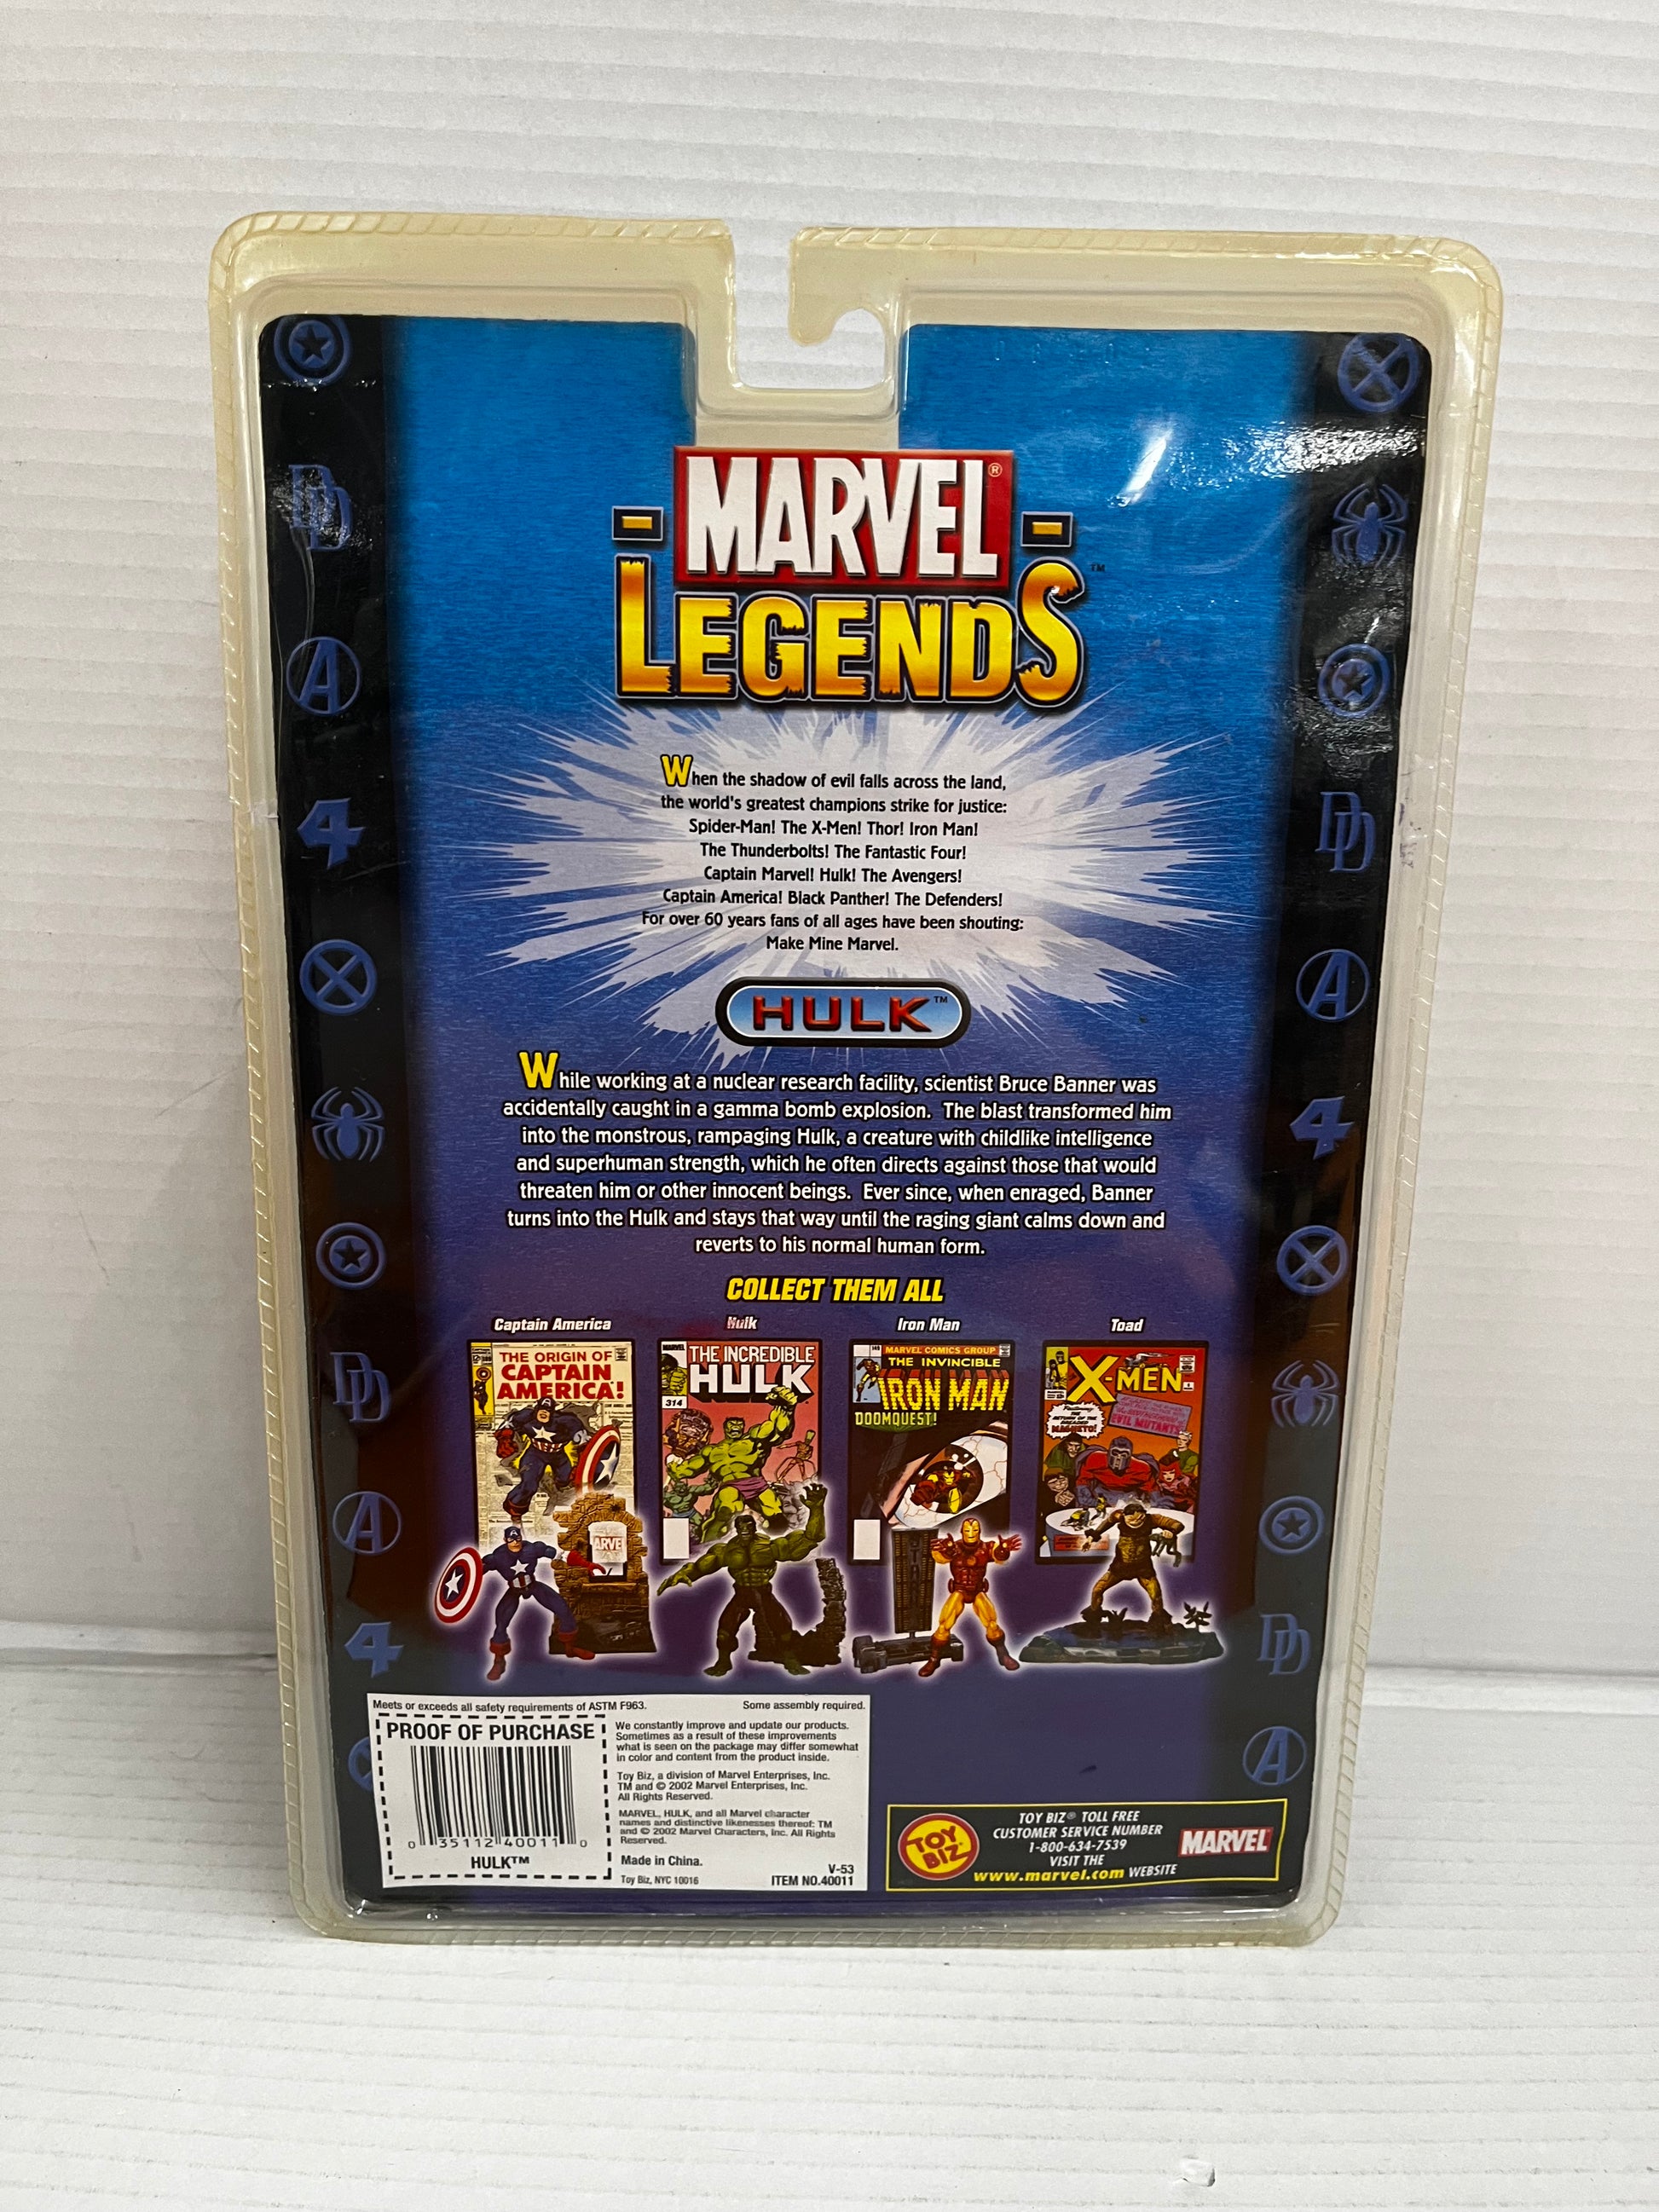 MARVEL®
LEGENDS™
When the shadow of evil falls across the land,
the world's greatest champions strike for justice:
Spider-Man! The X-Men! Thor! Iron Man!
The Thunderbolts! The Fantastic Four!
Captain Marvel! Hulk! The Avengers!
Captain America! Black Panther! The Defenders!
For over 60 years fans of all ages have been shouting:
Make Mine Marvel.
HULK™
While working at a nuclear research facility, scientist Bruce Banner was
accidentally caught in a gamma bomb explosion. The blast transformed him
into the monstrous, rampaging Hulk, a creature with childlike intelligence
and superhuman strength, which he often directs against those that would
threaten him or other innocent beings. Ever since, when enraged, Banner
turns into the Hulk and stays that way until the raging giant calms down and
reverts to his normal human form.
COLLECT THEM ALL
Captain America
THE ORIGIN OF
CAPTAIN
AMERICA!
Hulk
MARVEL
THE INCREDIBLE
HULK
314
Iron Man
149
MARVEL COMICS GROUP
THE INVINCIBLE
IRON MAN
DOOMQUEST!
Toad
X-MEN
THE
RETURN OF THE
MAGNETO!
EVIL MUTANTS
Meets or exceeds all safety requirements of ASTM F963.
Some assembly required.
PROOF OF PURCHASE
0 35112 40011 0
HULK™
We constantly improve and update our products.
Sometimes as a result of these improvements
what is seen on the package may differ somewhat
in color and content from the product inside.
Toy Biz, a division of Marvel Enterprises, Inc.
TM and © 2002 Marvel Enterprises, Inc.
All Rights Reserved.
MARVEL, HULK, and all Marvel character
names and distinctive likenesses thereof: TM
and © 2002 Marvel Characters, Inc. All Rights
Reserved.
Made in China.
Toy Biz, NYC 10016
V-53
ITEM NO.40011
TOY
BIZ
TOY BIZ® TOLL FREE
CUSTOMER SERVICE NUMBER
1-800-634-7539
VISIT THE
www.marvel.com WEBSITE
MARVEL